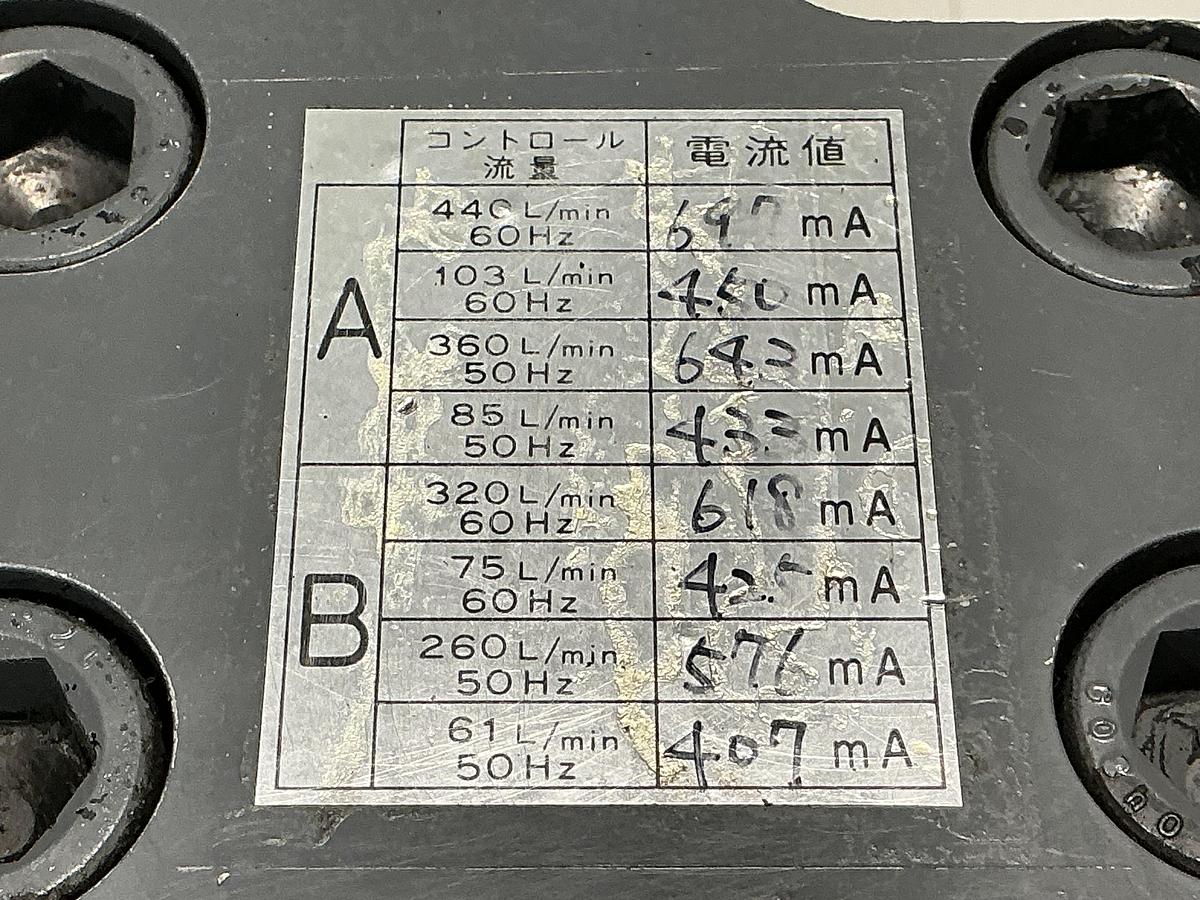 コントロール
流量
電流値
A
440 L/min
60Hz
mA
103 L/min
60Hz
450 mA
360 L/min
50Hz
mA
85 L/min
50Hz
mA
B
320 L/min
60Hz
618 mA
75 L/min
60Hz
mA
260 L/min
50Hz
576 mA
61 L/min
50Hz
407 mA